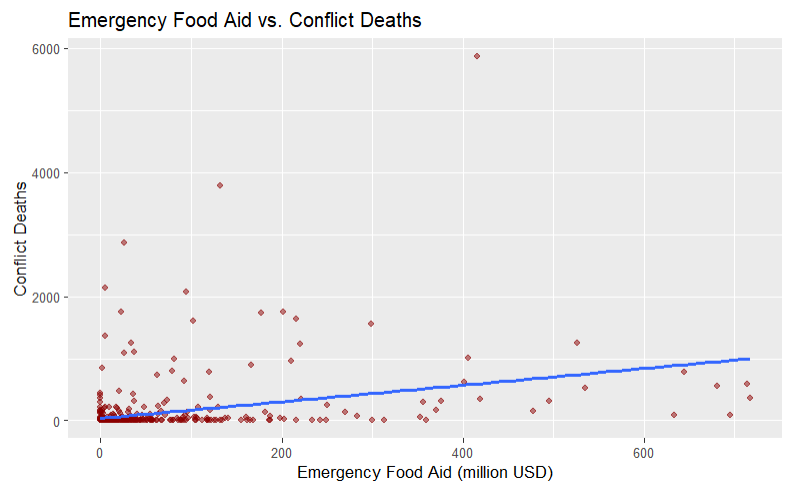 Emergency Food Aid vs. Conflict Deaths
6000
4000
2000
0
Conflict Deaths
0 200 400 600
Emergency Food Aid (million USD)